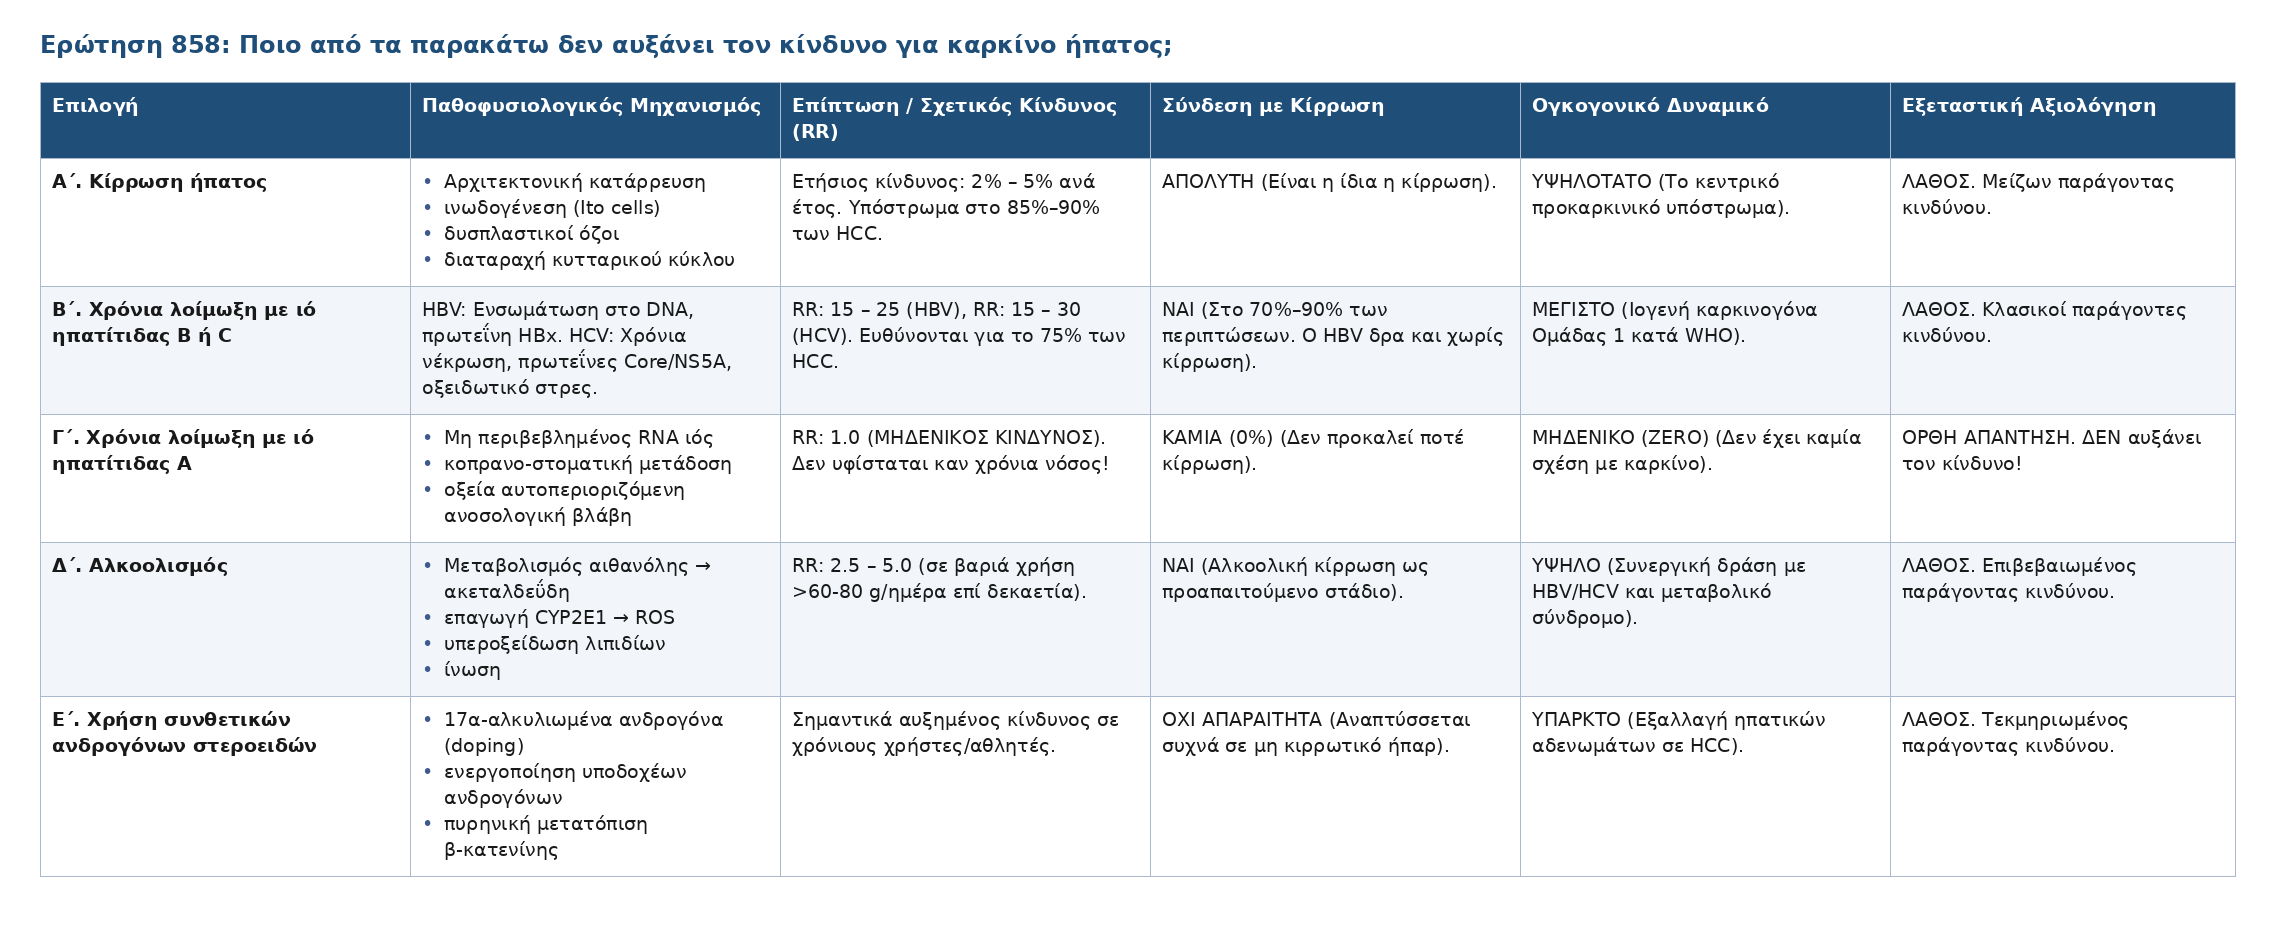 Ερώτηση 858: Ποιο από τα παρακάτω δεν αυξάνει τον κίνδυνο για καρκίνο ήπατος;
Επιλογή
Παθοφυσιολογικός Μηχανισμός
Επίπτωση / Σχετικός Κίνδυνος
(RR)
Σύνδεση με Κίρρωση
Ογκογονικό Δυναμικό
Εξεταστική Αξιολόγηση
Α΄. Κίρρωση ήπατος
• Αρχιτεκτονική κατάρρευση
• ινωδογένεση (Ito cells)
• δυσπλαστικοί όζοι
• διαταραχή κυτταρικού κύκλου
Ετήσιος κίνδυνος: 2% – 5% ανά
έτος. Υπόστρωμα στο 85%–90%
των HCC.
ΑΠΟΛΥΤΗ (Είναι η ίδια η κίρρωση).
ΥΨΗΛΟΤΑΤΟ (Το κεντρικό
προκαρκινικό υπόστρωμα).
ΛΑΘΟΣ. Μείζων παράγοντας
κινδύνου.
Β΄. Χρόνια λοίμωξη με ιό
ηπατίτιδας Β ή C
HBV: Ενσωμάτωση στο DNA,
πρωτεΐνη HBx. HCV: Χρόνια
νέκρωση, πρωτεΐνες Core/NS5A,
οξειδωτικό στρες.
RR: 15 – 25 (HBV), RR: 15 – 30
(HCV). Ευθύνονται για το 75% των
HCC.
ΝΑΙ (Στο 70%–90% των
περιπτώσεων. Ο HBV δρα και χωρίς
κίρρωση).
ΜΕΓΙΣΤΟ (Ιογενή καρκινογόνα
Ομάδας 1 κατά WHO).
ΛΑΘΟΣ. Κλασικοί παράγοντες
κινδύνου.
Γ΄. Χρόνια λοίμωξη με ιό
ηπατίτιδας Α
• Μη περιβεβλημένος RNA ιός
• κοπρανο-στοματική μετάδοση
• οξεία αυτοπεριοριζόμενη
ανοσολογική βλάβη
RR: 1.0 (ΜΗΔΕΝΙΚΟΣ ΚΙΝΔΥΝΟΣ).
Δεν υφίσταται καν χρόνια νόσος!
ΚΑΜΙΑ (0%) (Δεν προκαλεί ποτέ
κίρρωση).
ΜΗΔΕΝΙΚΟ (ZERO) (Δεν έχει καμία
σχέση με καρκίνο).
ΟΡΘΗ ΑΠΑΝΤΗΣΗ. ΔΕΝ αυξάνει
τον κίνδυνο!
Δ΄. Αλκοολισμός
• Μεταβολισμός αιθανόλης →
ακεταλδεΰδη
• επαγωγή CYP2E1 → ROS
• υπεροξείδωση λιπιδίων
• ίνωση
RR: 2.5 – 5.0 (σε βαριά χρήση
>60-80 g/ημέρα επί δεκαετία).
ΝΑΙ (Αλκοολική κίρρωση ως
προαπαιτούμενο στάδιο).
ΥΨΗΛΟ (Συνεργική δράση με
HBV/HCV και μεταβολικό
σύνδρομο).
ΛΑΘΟΣ. Επιβεβαιωμένος
παράγοντας κινδύνου.
Ε΄. Χρήση συνθετικών
ανδρογόνων στεροειδών
• 17α-αλκυλιωμένα ανδρογόνα
(doping)
• ενεργοποίηση υποδοχέων
ανδρογόνων
• πυρηνική μετατόπιση
β-κατενίνης
Σημαντικά αυξημένος κίνδυνος σε
χρόνιους χρήστες/αθλητές.
ΟΧΙ ΑΠΑΡΑΙΤΗΤΑ (Αναπτύσσεται
συχνά σε μη κιρρωτικό ήπαρ).
ΥΠΑΡΚΤΟ (Εξαλλαγή ηπατικών
αδενωμάτων σε HCC).
ΛΑΘΟΣ. Τεκμηριωμένος
παράγοντας κινδύνου.